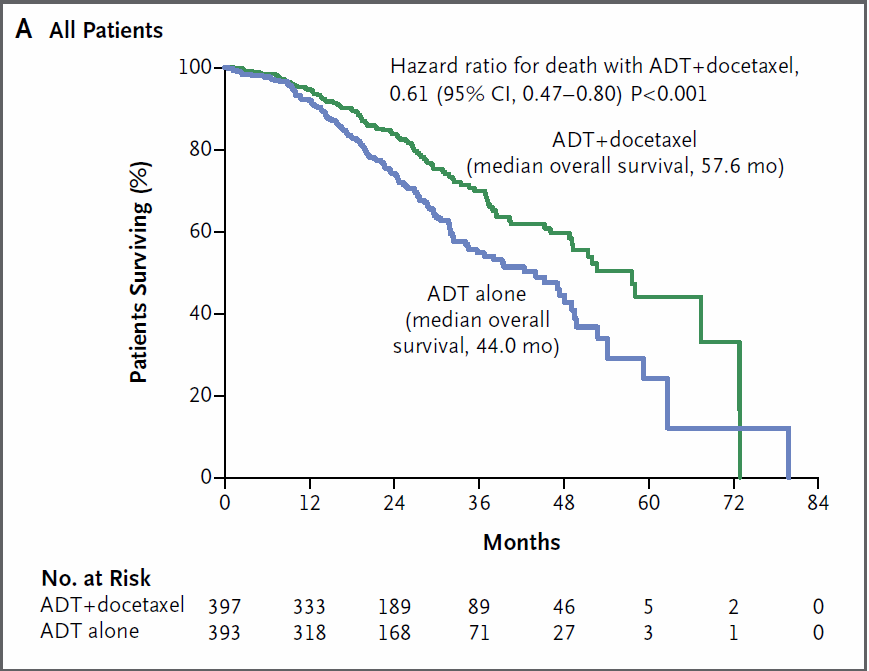 A All Patients
Hazard ratio for death with ADT+docetaxel,
0.61 (95% CI, 0.47–0.80) P<0.001
ADT+docetaxel
(median overall survival, 57.6 mo)
ADT alone
(median overall
survival, 44.0 mo)
Patients Surviving (%)
100
80
60
40
20
0
0 12 24 36 48 60 72 84
Months
No. at Risk
ADT+docetaxel 397 333 189 89 46 5 2 0
ADT alone 393 318 168 71 27 3 1 0